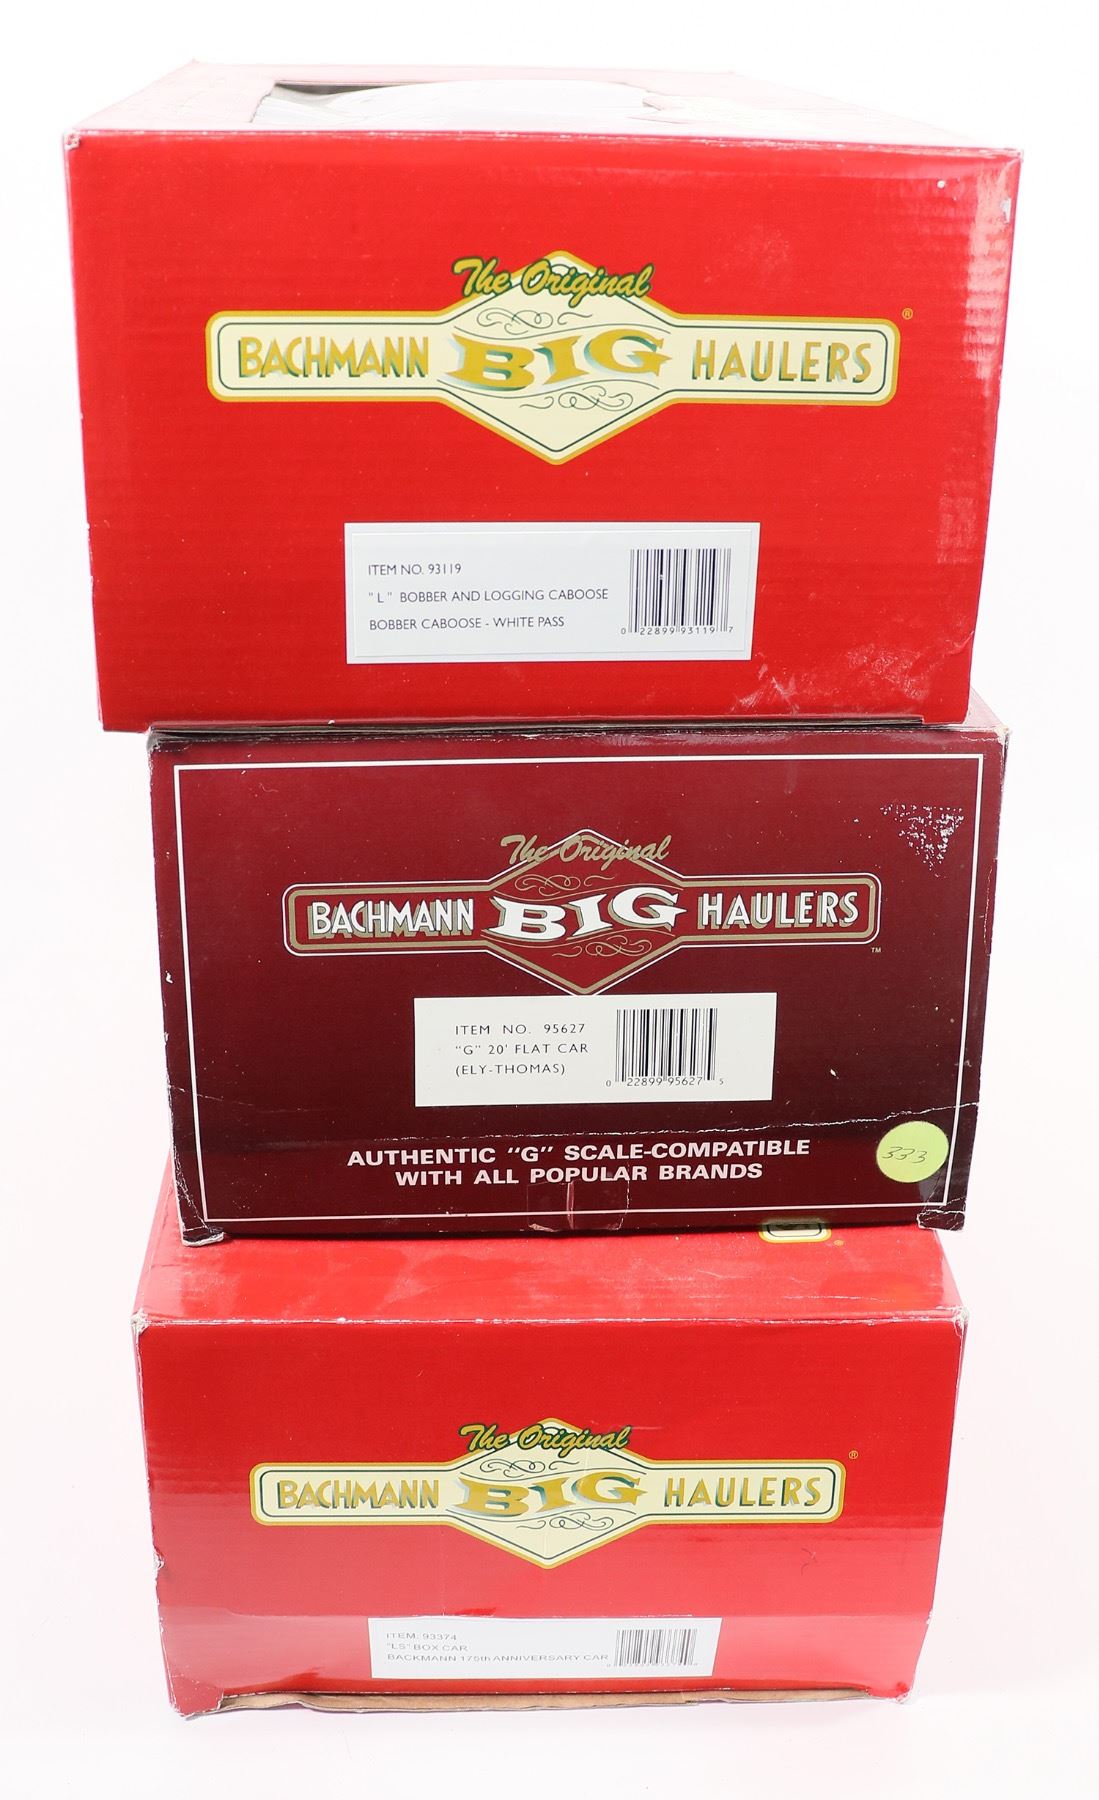 The Original
BACHMANN BIG HAULERS ®
ITEM NO. 93119
"L" BOBBER AND LOGGING CABOOSE
BOBBER CABOOSE - WHITE PASS
0 22899 93119 7
The Original
BACHMANN BIG HAULERS ™
ITEM NO. 95627
"G" 20' FLAT CAR
(ELY-THOMAS)
0 22899 95627 5
AUTHENTIC "G" SCALE-COMPATIBLE
WITH ALL POPULAR BRANDS
333
The Original
BACHMANN BIG HAULERS ®
ITEM: 93374
"LS" BOX CAR
BACKMANN 175th ANNIVERSARY CAR